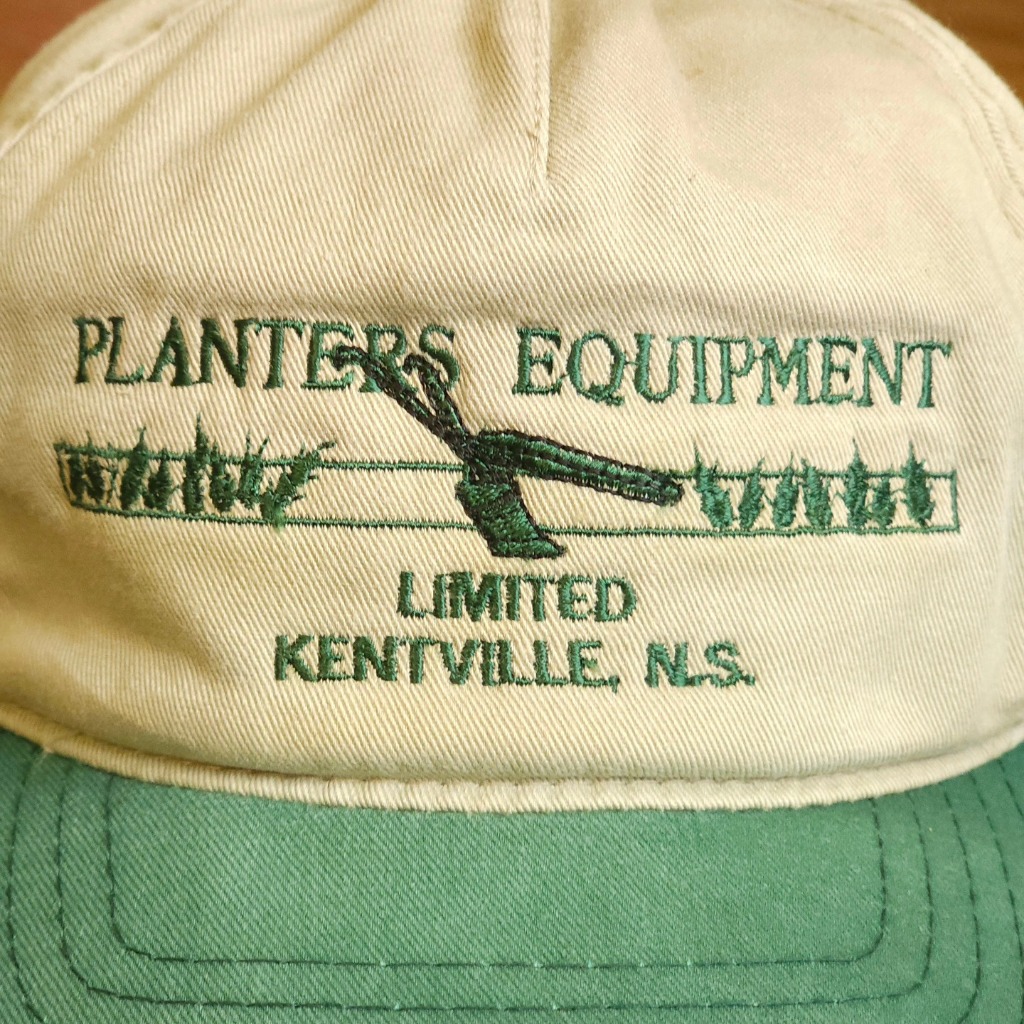 PLANTERS EQUIPMENT
LIMITED
KENTVILLE, N.S.